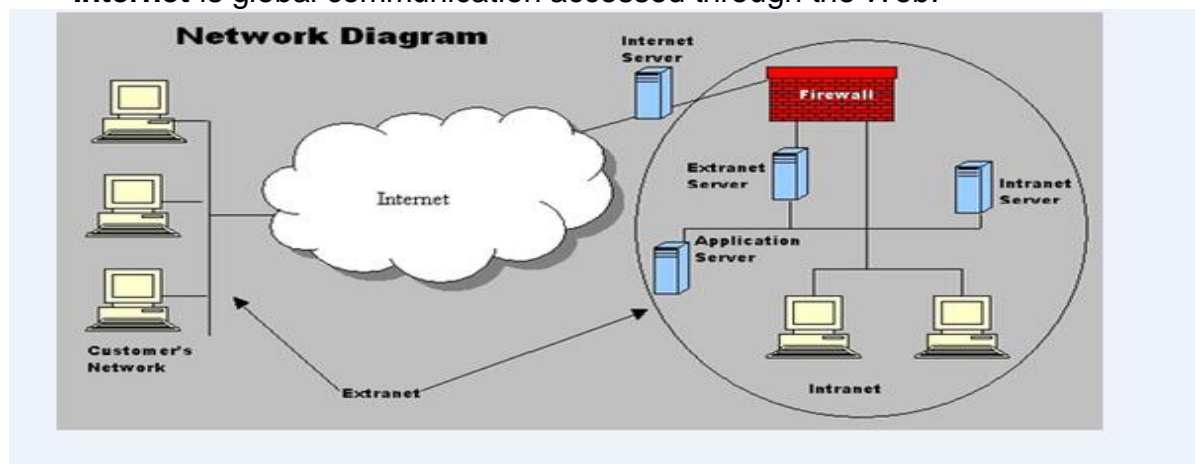 Internet is global communication accessed through the Web.
Network Diagram
Internet
Server
Firewall
Extranet
Server
Intranet
Server
Internet
Application
Server
Customer's
Network
Extranet
Intranet